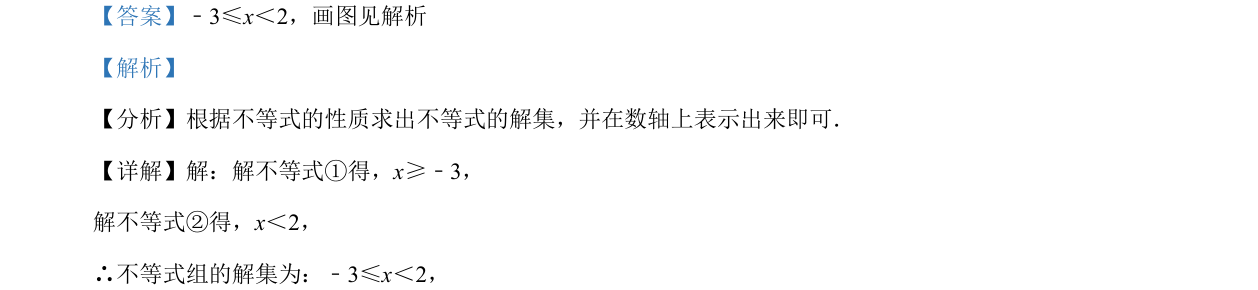 【答案】﹣3≤x＜2，画图见解析
【解析】
【分析】根据不等式的性质求出不等式的解集，并在数轴上表示出来即可．
【详解】解：解不等式①得，x≥﹣3，
解不等式②得，x＜2，
∴不等式组的解集为：﹣3≤x＜2，